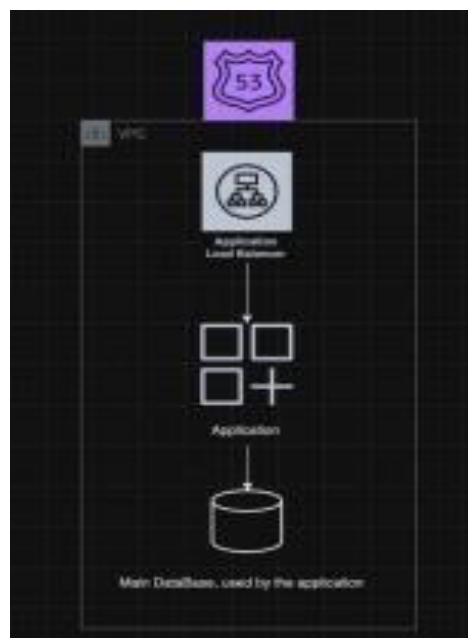 53
VPC
Application
Load Balancer
Application
Main DataBase, used by the application